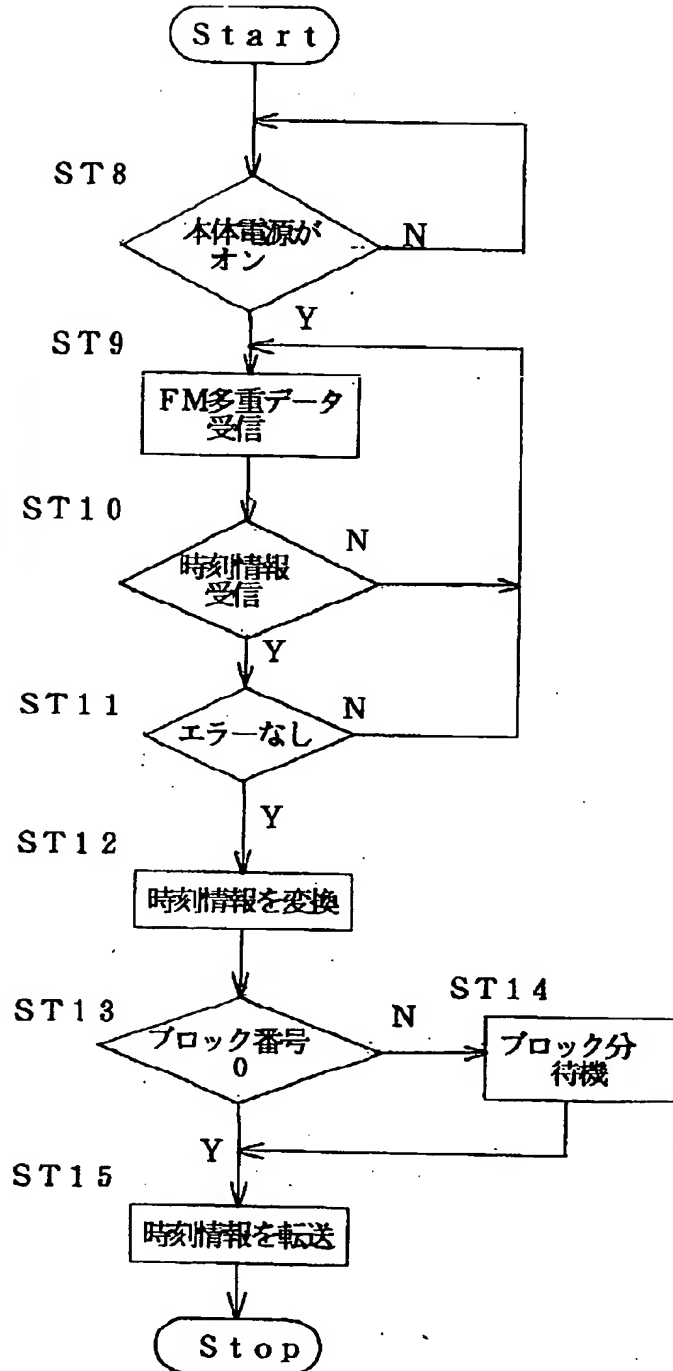 Start
ST8
本体電源が
オン
N
Y
ST9
FM多重データ
受信
ST10
時刻情報
受信
N
Y
ST11
エラーなし
N
Y
ST12
時刻情報を変換
ST13
ブロック番号
0
N
ST14
ブロック分
待機
Y
ST15
時刻情報を転送
Stop